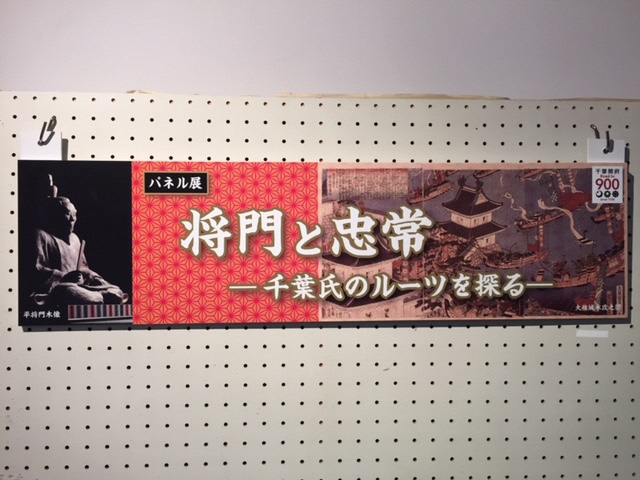 パネル展
将門と忠常
―千葉氏のルーツを探る―
平将門木像
千葉開府
900